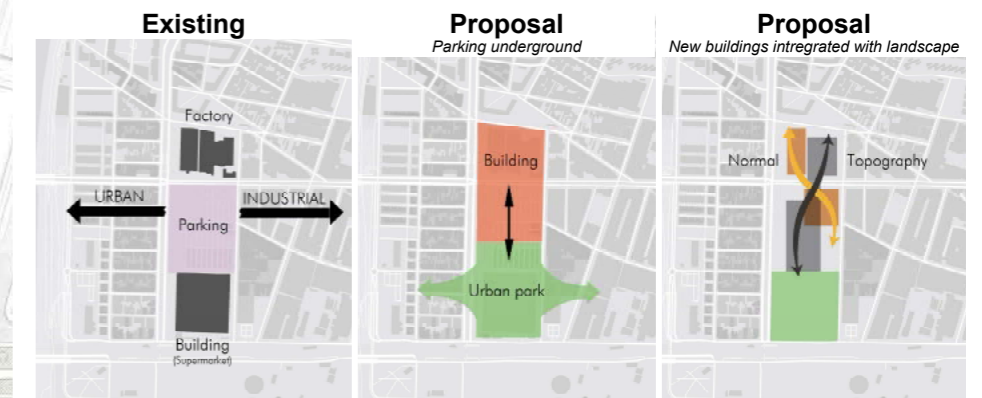 Existing
Factory
URBAN
INDUSTRIAL
Parking
Building
(Supermarket)
Proposal
Parking underground
Building
Urban park
Proposal
New buildings intregrated with landscape
Normal
Topography